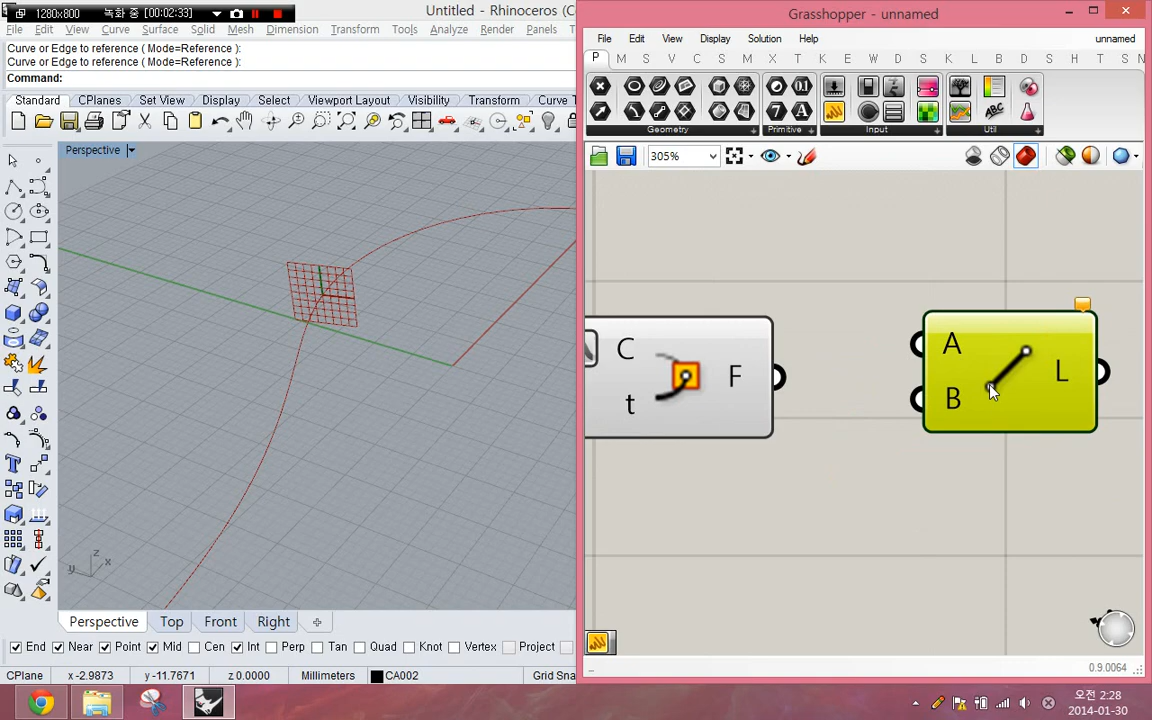 1280x800 녹화 중 [00:02:33]
Untitled - Rhinoceros (C
File Edit View Curve Surface Solid Mesh Dimension Transform Tools Analyze Render Panels
Curve or Edge to reference ( Mode=Reference ):
Curve or Edge to reference ( Mode=Reference ):
Command:
Standard CPlanes Set View Display Select Viewport Layout Visibility Transform Curve T
Perspective
z
y x
Perspective Top Front Right
End Near Point Mid Cen Int Perp Tan Quad Knot Vertex Project
CPlane x -2.9873 y -11.7671 z 0.0000 Millimeters CA002 Grid Sna
Grasshopper - unnamed
File Edit View Display Solution Help unnamed
P M S V C S M X T S F G K E W D S H K L B D S H T S N
Geometry Primitive Input Util
305%
C
t
F
A
B
L
0.9.0064
오전 2:28
2014-01-30